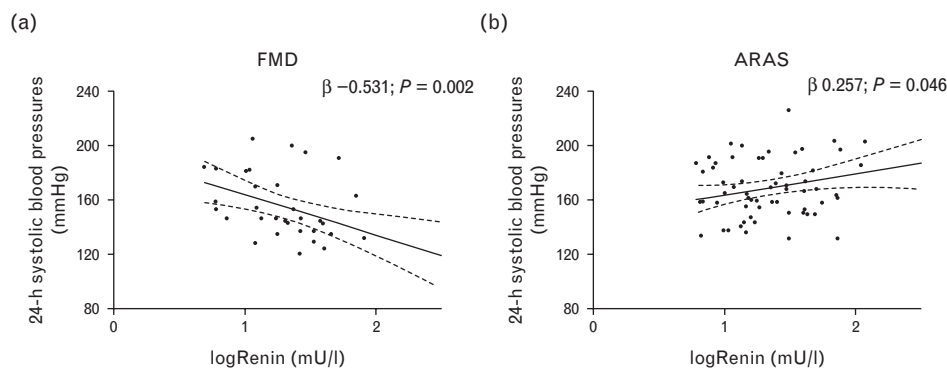 (a)
FMD
β −0.531; P = 0.002
24-h systolic blood pressures
(mmHg)
240
200
160
120
80
0
1
2
logRenin (mU/l)
(b)
ARAS
β 0.257; P = 0.046
24-h systolic blood pressures
(mmHg)
240
200
160
120
80
0
1
2
logRenin (mU/l)